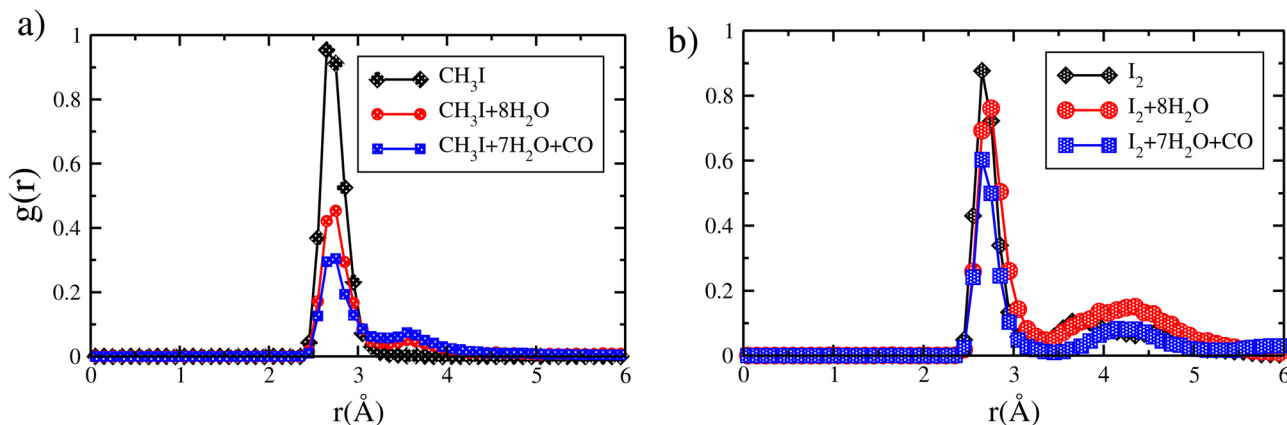 a)
1
0.8
0.6
0.4
0.2
0
g(r)
CH₃I
CH₃I+8H₂O
CH₃I+7H₂O+CO
0 1 2 3 4 5 6
r(Å)
b)
1
0.8
0.6
0.4
0.2
0
I₂
I₂+8H₂O
I₂+7H₂O+CO
0 1 2 3 4 5 6
r(Å)